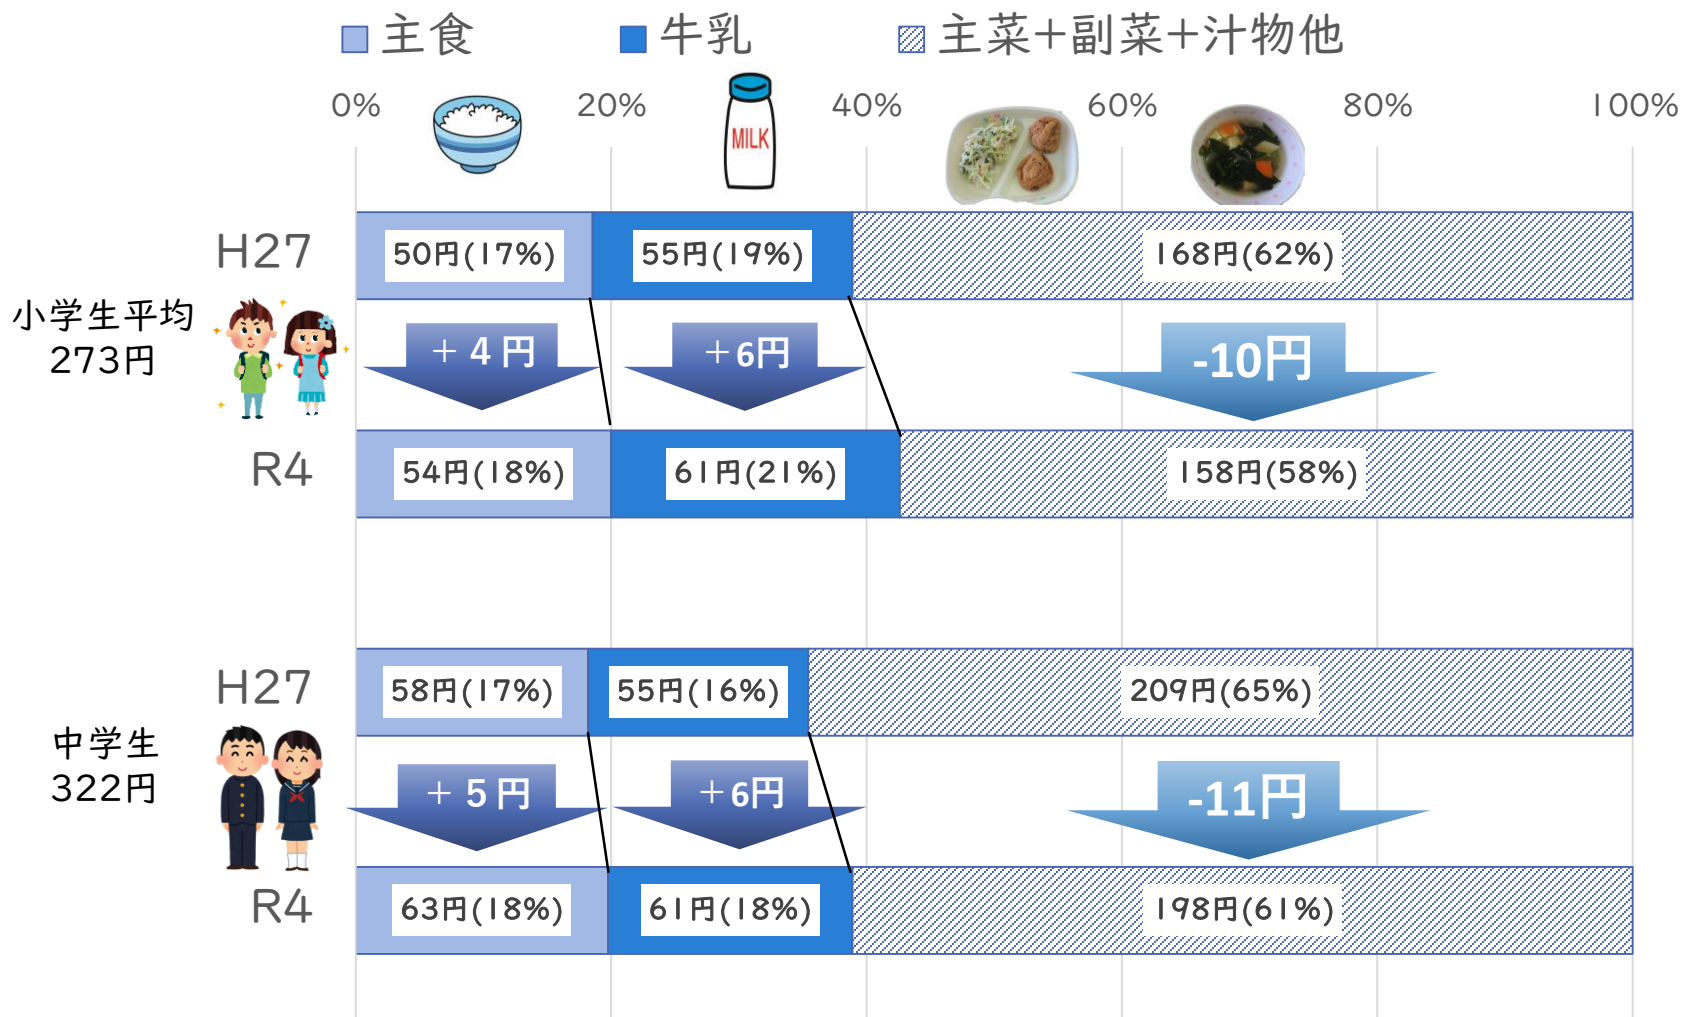 主食 牛乳 主菜+副菜+汁物他
0% 20% 40% 60% 80% 100%
MILK
H27 50円(17%) 55円(19%) 168円(62%)
小学生平均
273円
+4円 +6円 -10円
R4 54円(18%) 61円(21%) 158円(58%)
H27 58円(17%) 55円(16%) 209円(65%)
中学生
322円
+5円 +6円 -11円
R4 63円(18%) 61円(18%) 198円(61%)